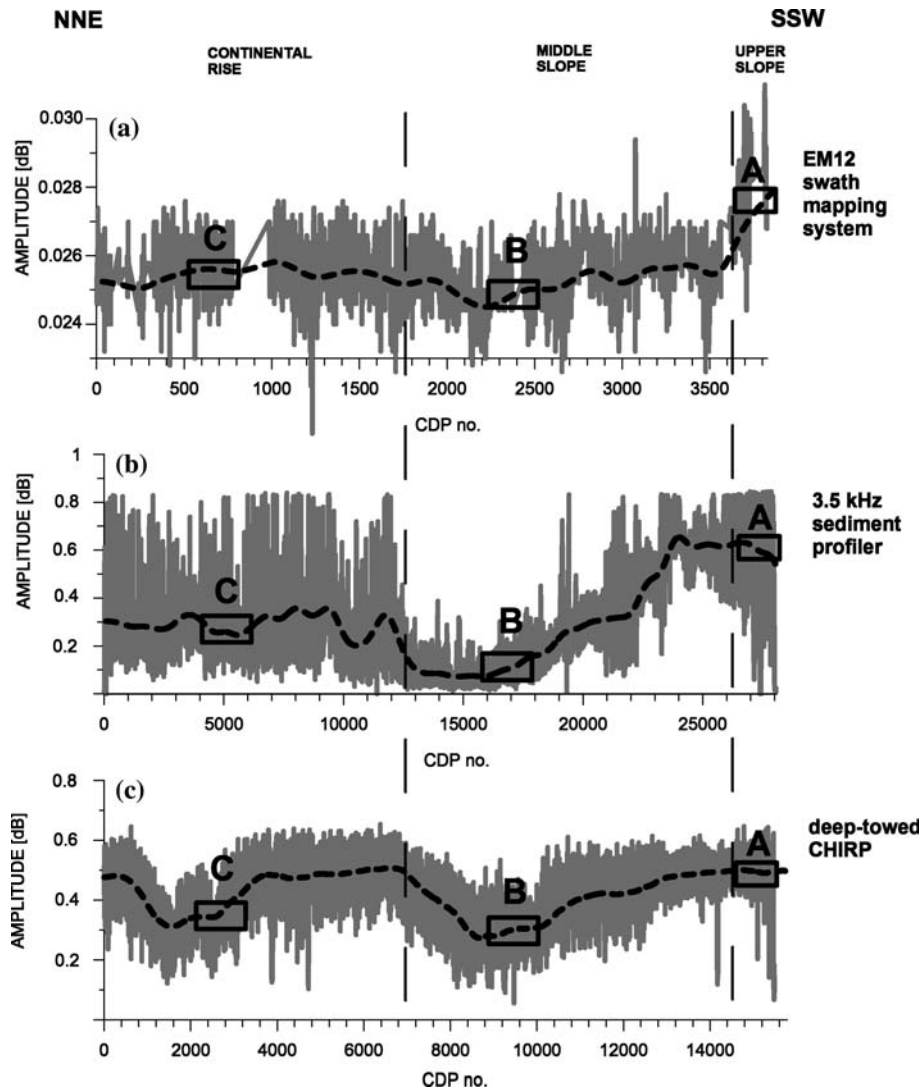 NNE
SSW
CONTINENTAL
RISE
MIDDLE
SLOPE
UPPER
SLOPE
(a)
AMPLITUDE [dB]
0.030
0.028
0.026
0.024
C
B
A
EM12
swath
mapping
system
0 500 1000 1500 2000 2500 3000 3500
CDP no.
(b)
AMPLITUDE [dB]
1
0.8
0.6
0.4
0.2
C
B
A
3.5 kHz
sediment
profiler
0 5000 10000 15000 20000 25000
CDP no.
(c)
AMPLITUDE [dB]
0.8
0.6
0.4
0.2
C
B
A
deep-towed
CHIRP
0 2000 4000 6000 8000 10000 12000 14000
CDP no.